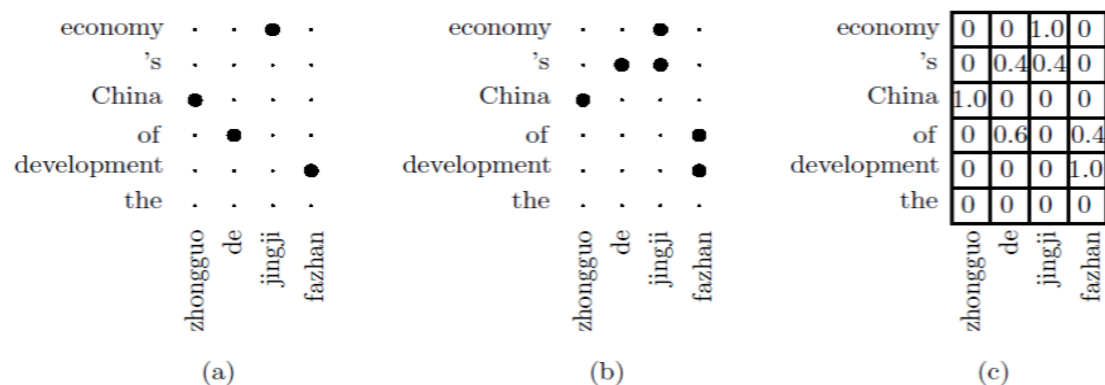 economy economy economy 0 0 1.0 0
’s ’s ’s 0 0.4 0.4 0
China China China 1.0 0 0 0
of of of 0 0.6 0 0.4
development development development 0 0 0 1.0
the the the 0 0 0 0
zhongguo de jingji fazhan zhongguo de jingji fazhan zhongguo de jingji fazhan
(a) (b) (c)